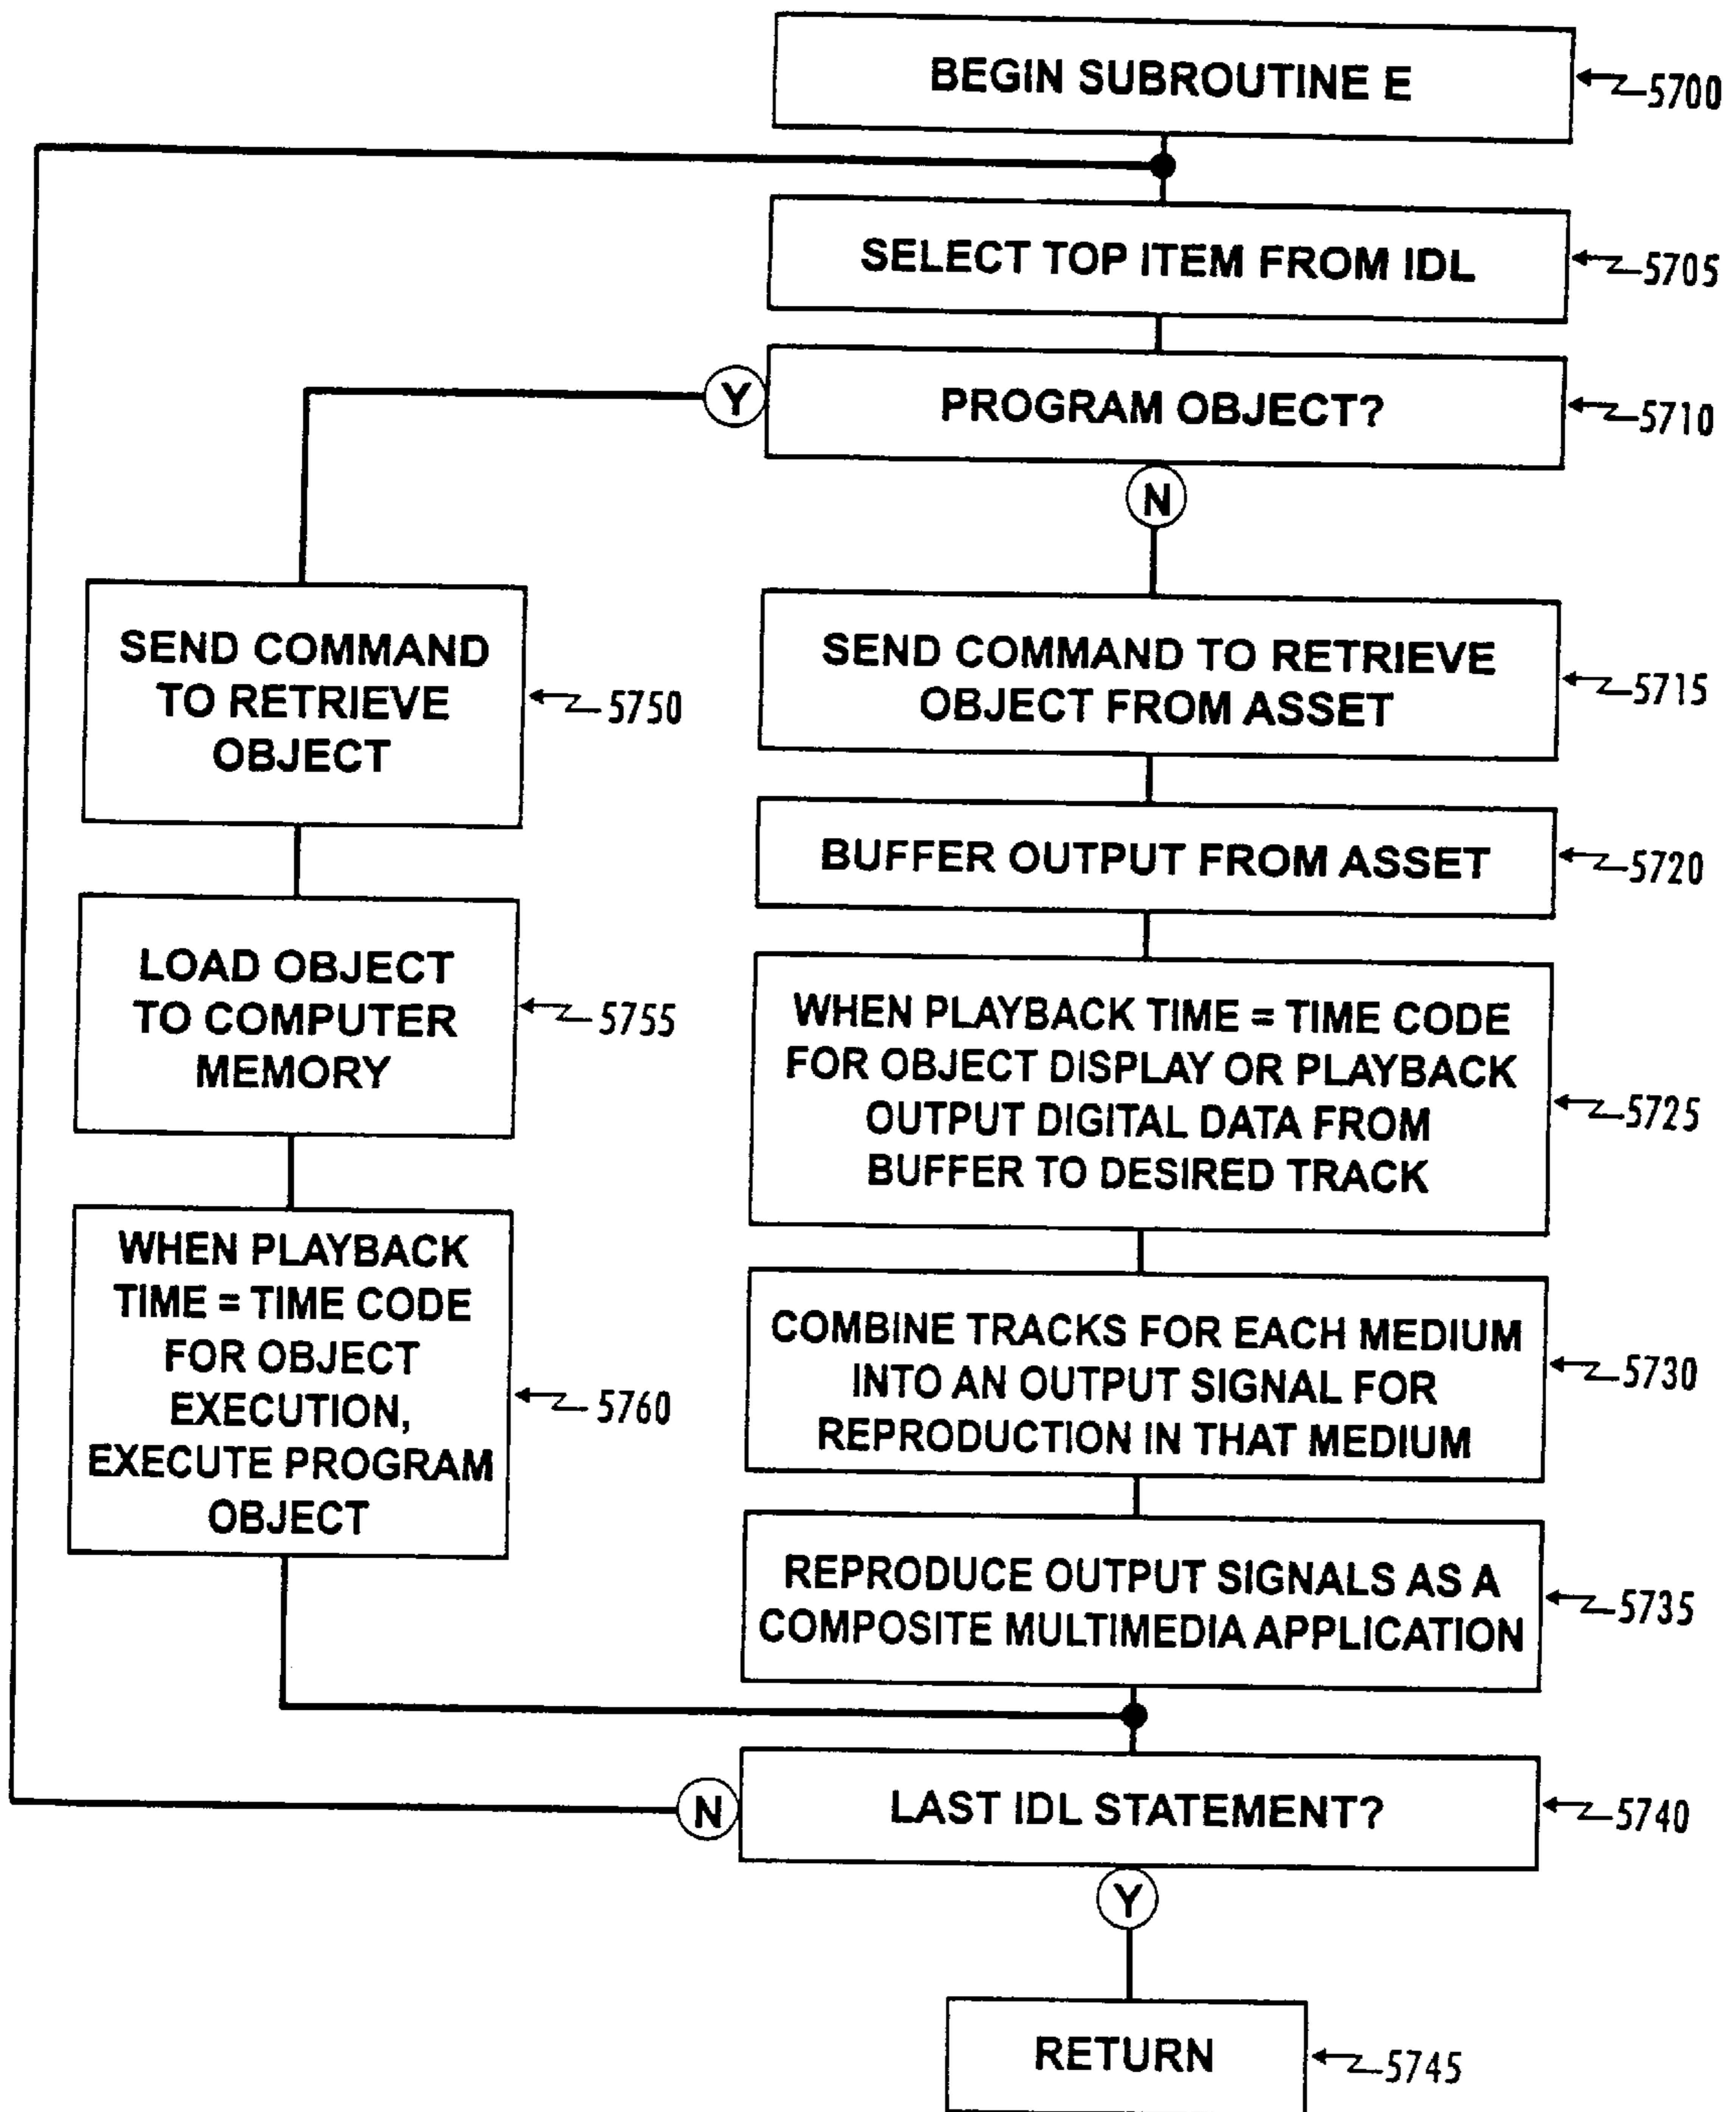 BEGIN SUBROUTINE E
5700
SELECT TOP ITEM FROM IDL
5705
Y
PROGRAM OBJECT?
5710
N
SEND COMMAND
TO RETRIEVE
OBJECT
5750
SEND COMMAND TO RETRIEVE
OBJECT FROM ASSET
5715
BUFFER OUTPUT FROM ASSET
5720
LOAD OBJECT
TO COMPUTER
MEMORY
5755
WHEN PLAYBACK TIME = TIME CODE
FOR OBJECT DISPLAY OR PLAYBACK
OUTPUT DIGITAL DATA FROM
BUFFER TO DESIRED TRACK
5725
WHEN PLAYBACK
TIME = TIME CODE
FOR OBJECT
EXECUTION,
EXECUTE PROGRAM
OBJECT
5760
COMBINE TRACKS FOR EACH MEDIUM
INTO AN OUTPUT SIGNAL FOR
REPRODUCTION IN THAT MEDIUM
5730
REPRODUCE OUTPUT SIGNALS AS A
COMPOSITE MULTIMEDIA APPLICATION
5735
N
LAST IDL STATEMENT?
5740
Y
RETURN
5745